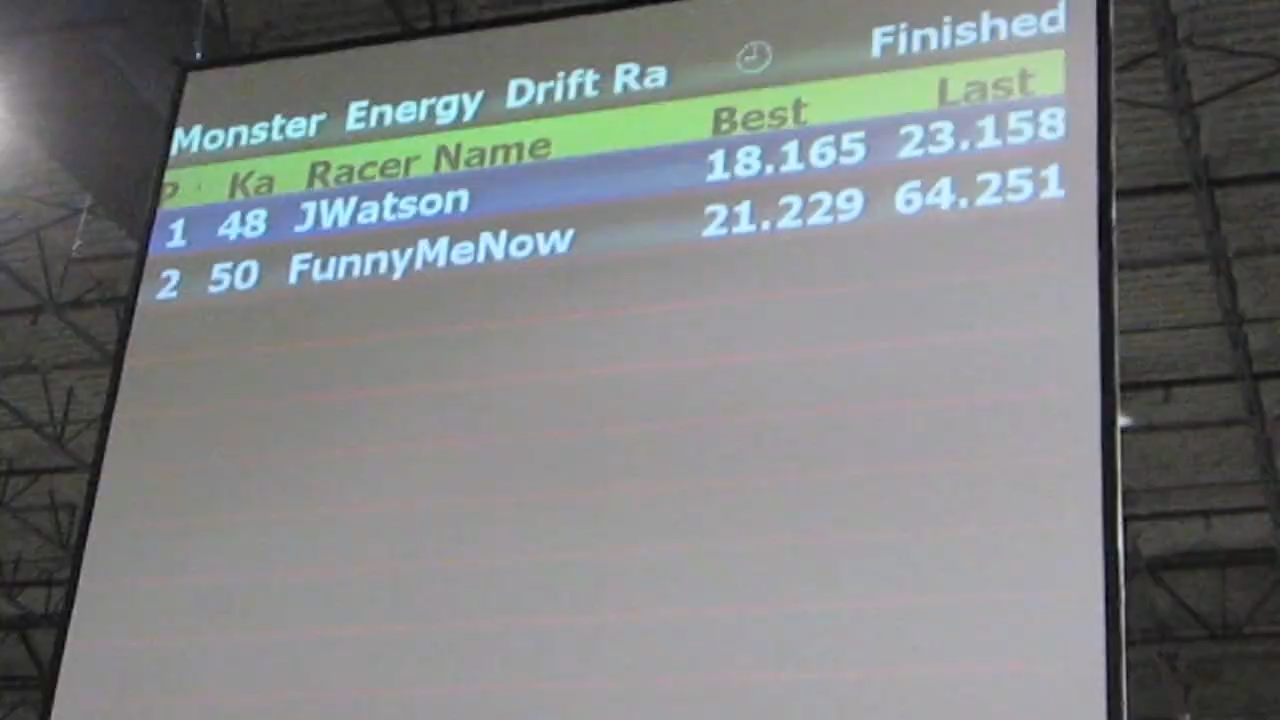 Monster Energy Drift Ra Finished
P Ka Racer Name Best Last
1 48 JWatson 18.165 23.158
2 50 FunnyMeNow 21.229 64.251